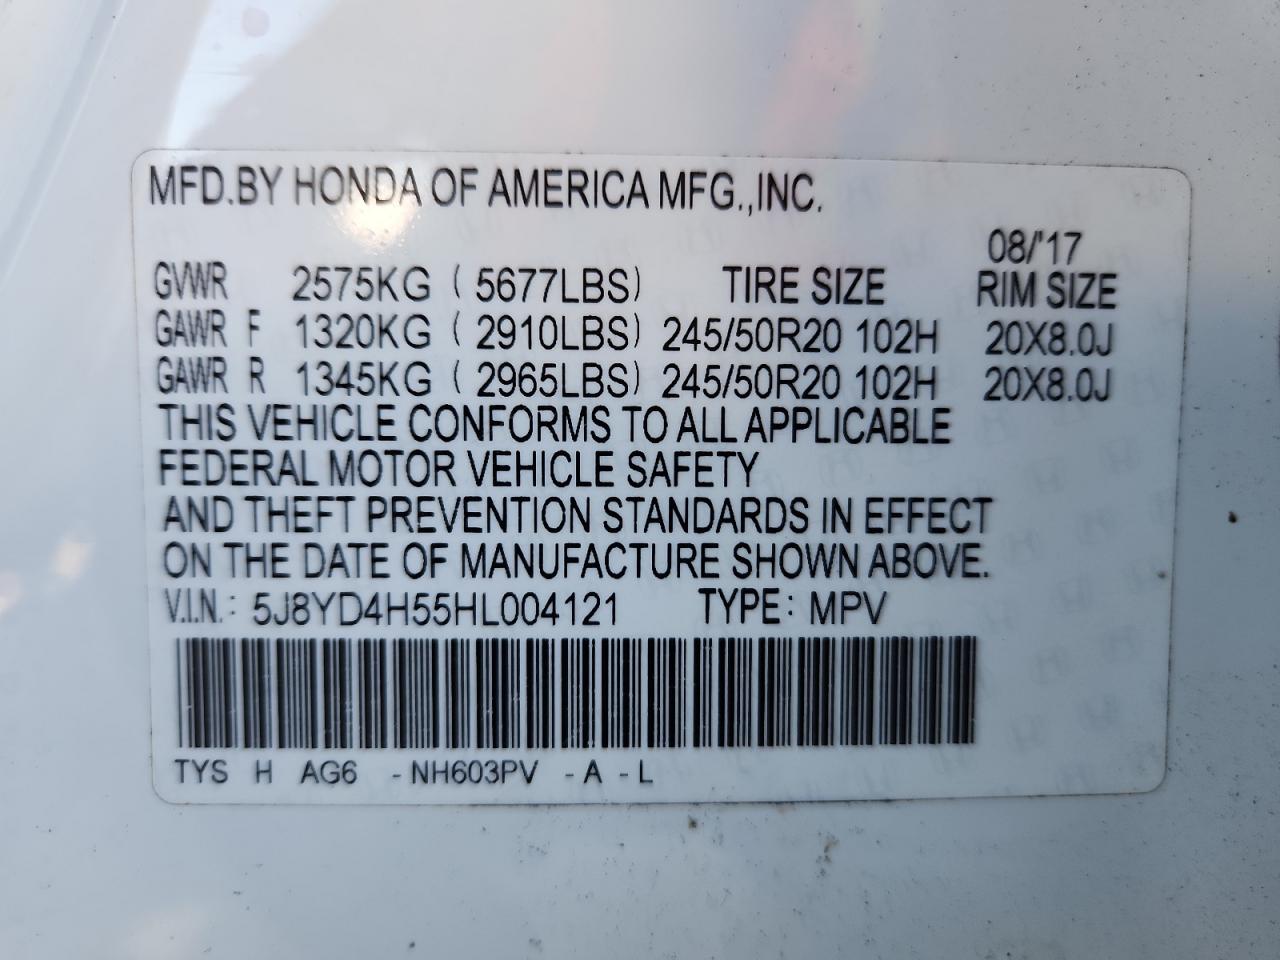 MFD.BY HONDA OF AMERICA MFG.,INC.
08/'17
GVWR 2575KG ( 5677LBS) TIRE SIZE RIM SIZE
GAWR F 1320KG ( 2910LBS) 245/50R20 102H 20X8.0J
GAWR R 1345KG ( 2965LBS) 245/50R20 102H 20X8.0J
THIS VEHICLE CONFORMS TO ALL APPLICABLE
FEDERAL MOTOR VEHICLE SAFETY
AND THEFT PREVENTION STANDARDS IN EFFECT
ON THE DATE OF MANUFACTURE SHOWN ABOVE.
V.I.N.: 5J8YD4H55HL004121 TYPE: MPV
TYS H AG6 -NH603PV -A -L